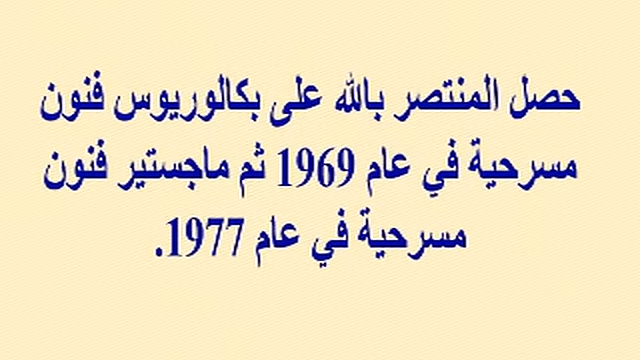 حصل المنتصر بالله على بكالوريوس فنون
مسرحية في عام 1969 ثم ماجستير فنون
مسرحية في عام 1977.